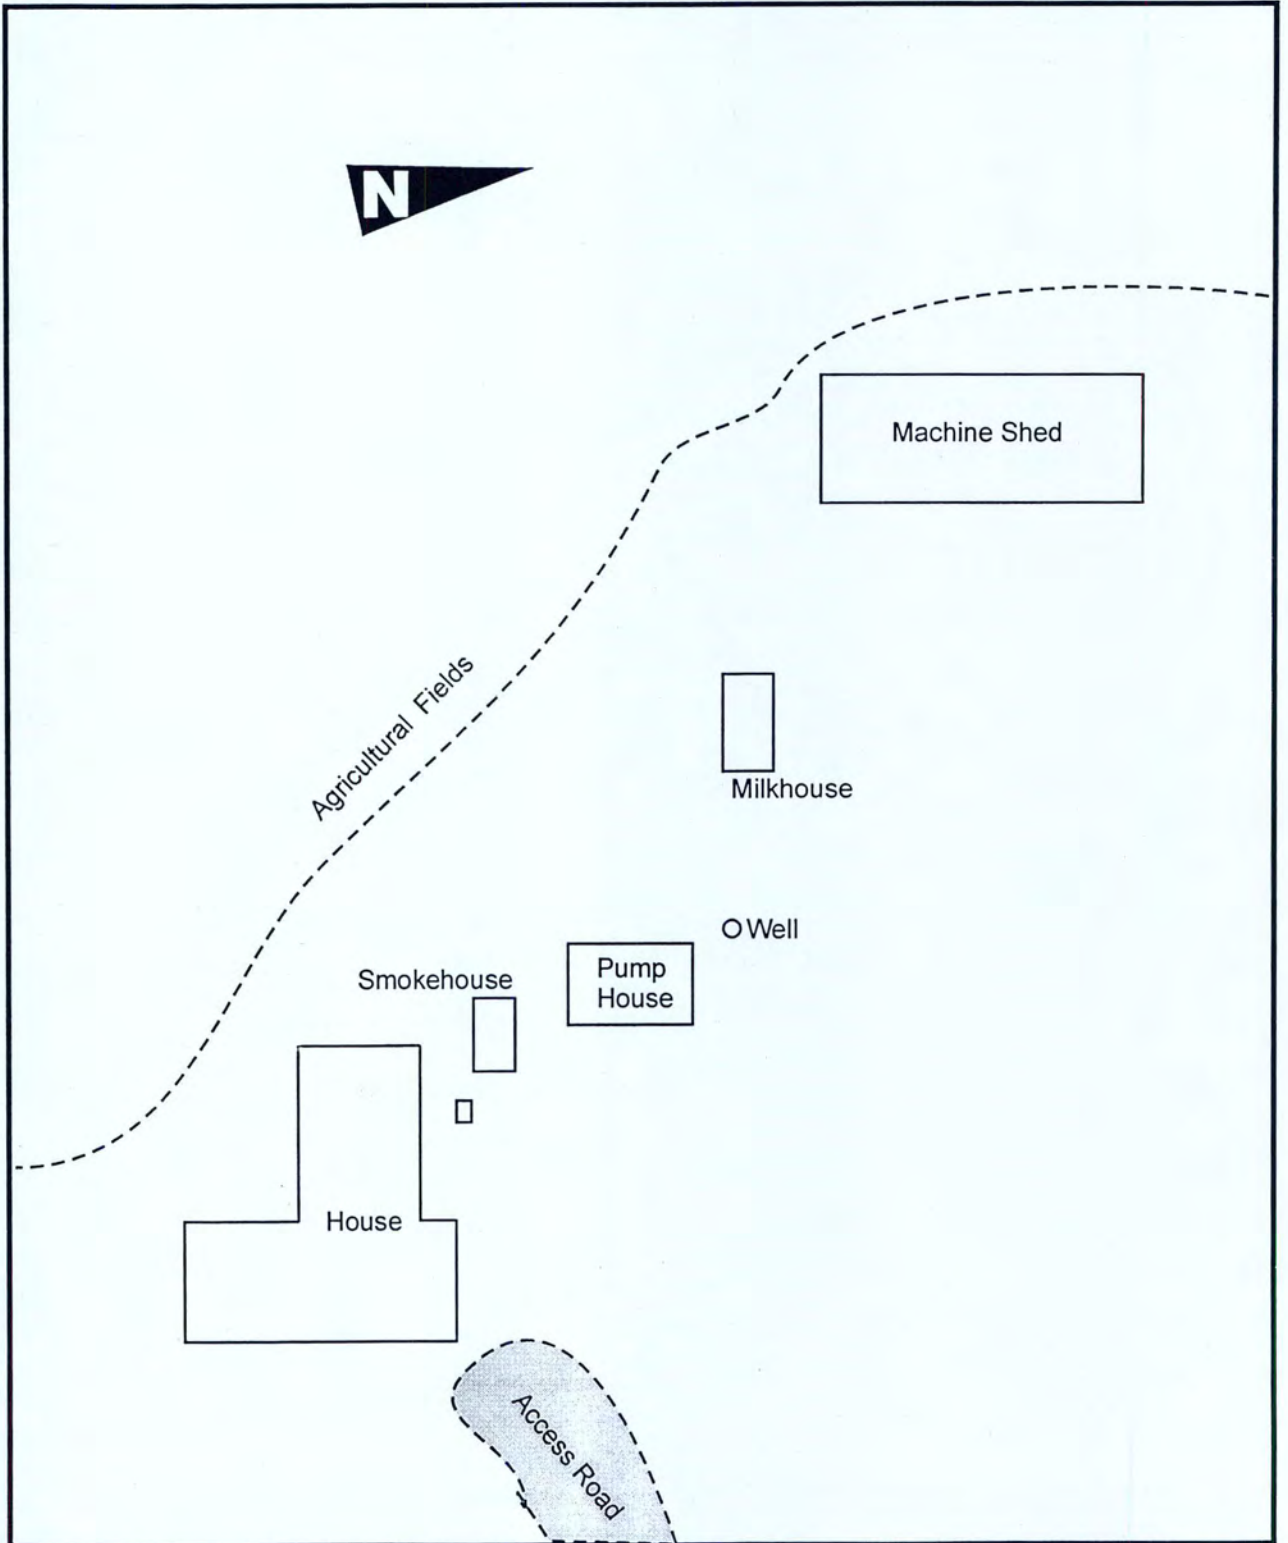 N
Machine Shed
Agricultural Fields
Milkhouse
Well
Pump
House
Smokehouse
House
Access Road